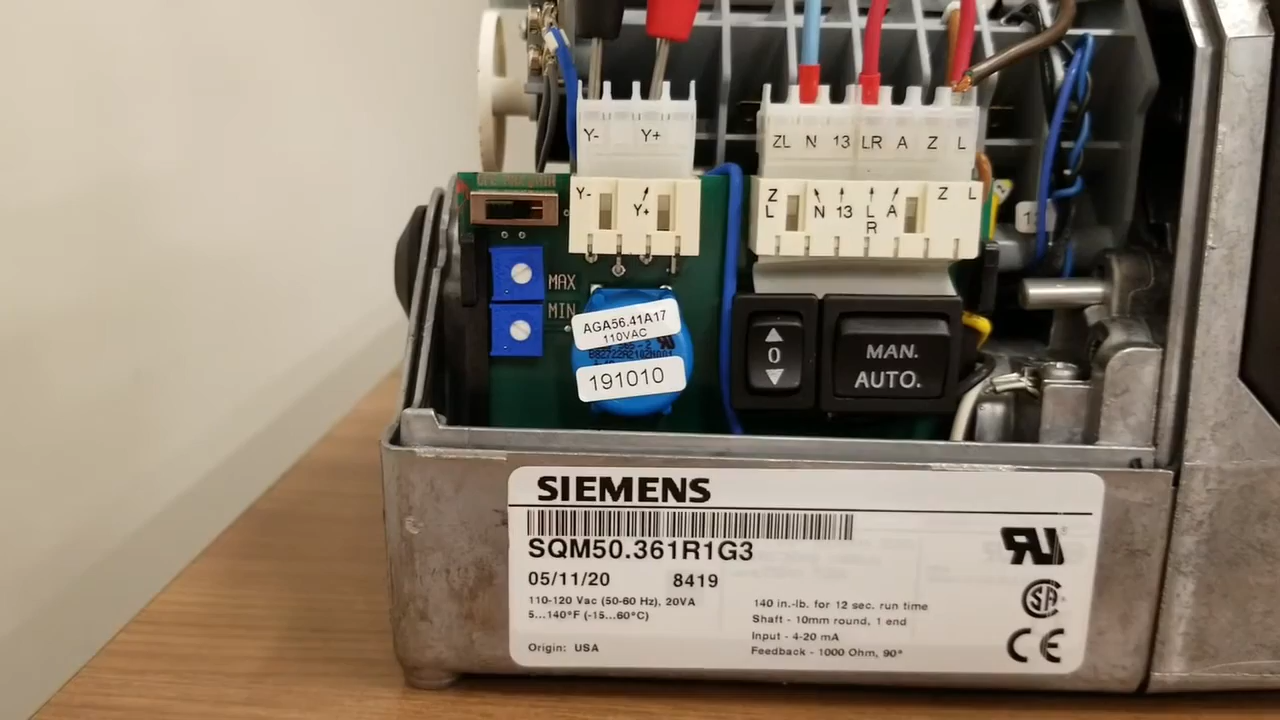 Y- Y+
ZL N 13 LR A Z L
Y- Y+
Z L N 13 L R A Z L
MAX
MIN
AGA56.41A17
110VAC
191010
0
MAN.
AUTO.
SIEMENS
SQM50.361R1G3
05/11/20 8419
110-120 Vac (50-60 Hz), 20VA
5...140°F (-15...60°C)
Origin: USA
140 in.-lb. for 12 sec. run time
Shaft - 10mm round, 1 end
Input - 4-20 mA
Feedback - 1000 Ohm, 90°